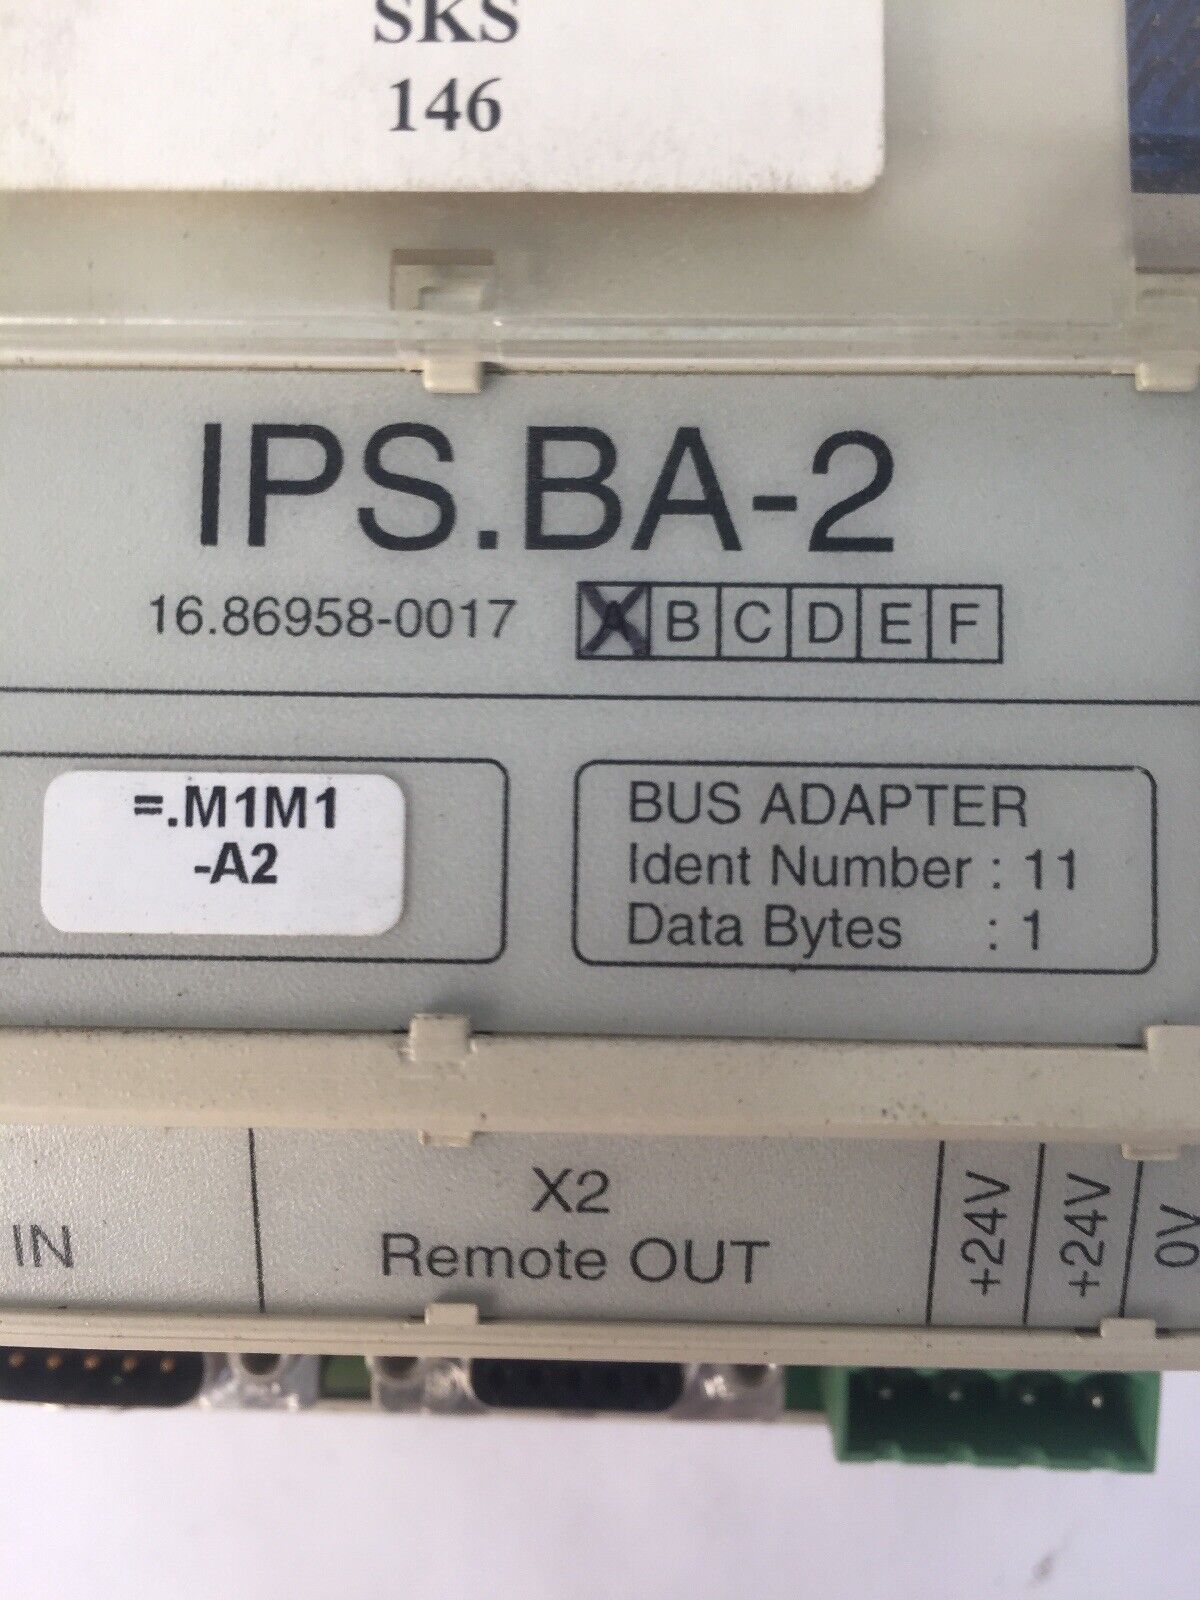 SKS
146
IPS.BA-2
16.86958-0017 A B C D E F
=.M1M1
-A2
BUS ADAPTER
Ident Number : 11
Data Bytes : 1
IN
X2
Remote OUT
+24V
+24V
0V